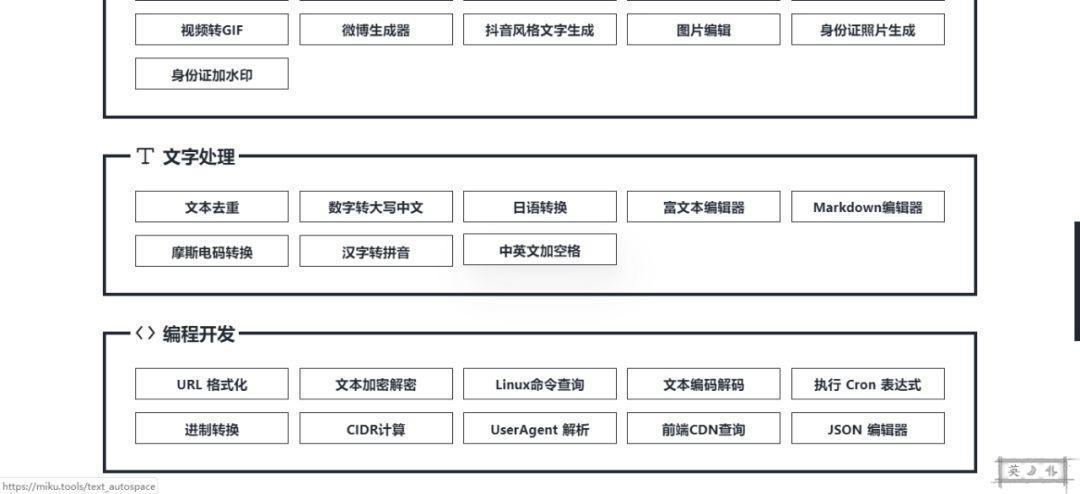 视频转GIF 微博生成器 抖音风格文字生成 图片编辑 身份证照片生成
身份证加水印
文字处理
文本去重 数字转大写中文 日语转换 富文本编辑器 Markdown编辑器
摩斯电码转换 汉字转拼音 中英文加空格
编程开发
URL 格式化 文本加密解密 Linux命令查询 文本编码解码 执行 Cron 表达式
进制转换 CIDR计算 UserAgent 解析 前端CDN查询 JSON 编辑器
英
https://miku.tools/text_autospace